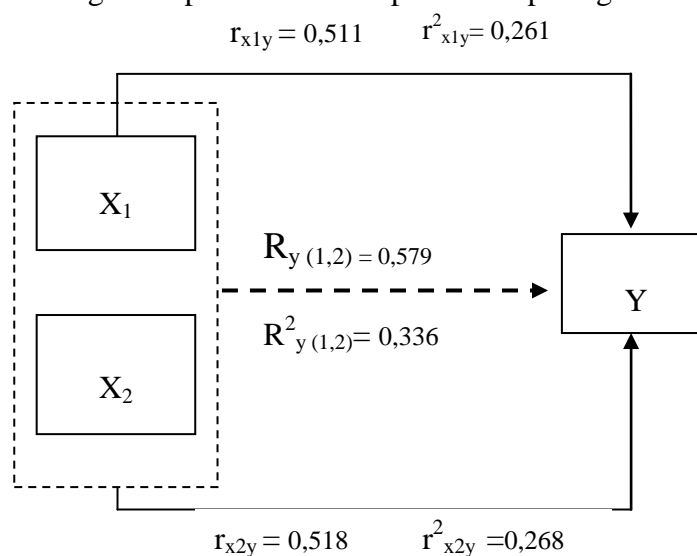 r_x1y = 0,511 r²_x1y = 0,261
X₁
R_y (1,2) = 0,579
Y
R²_y (1,2) = 0,336
X₂
r_x2y = 0,518 r²_x2y =0,268